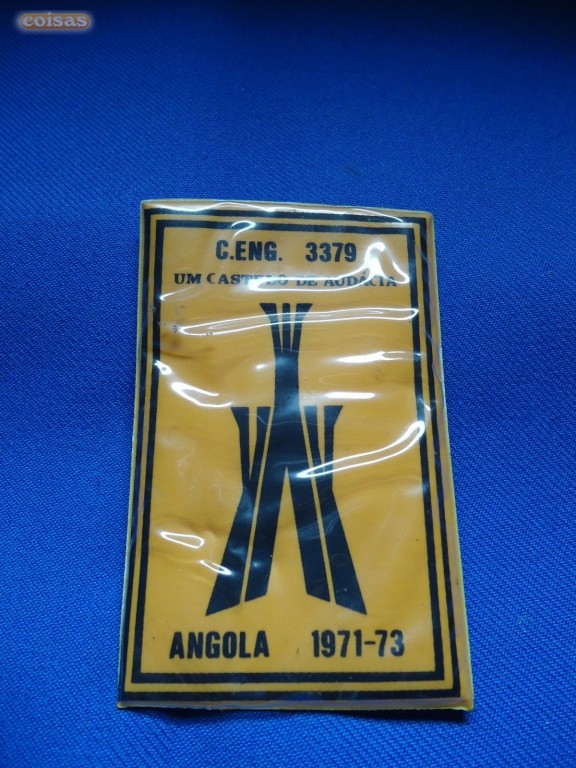 coisas
C.ENG. 3379
UM CASTELO DE AUDÁCIA
ANGOLA 1971-73